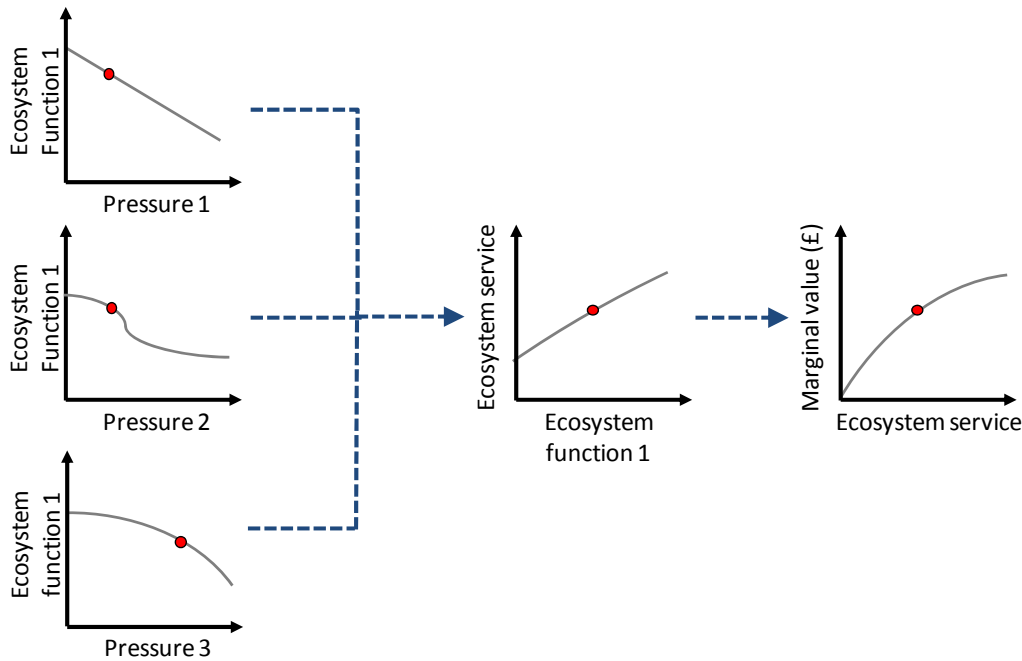 Ecosystem
Function 1
Pressure 1
Ecosystem
Function 1
Pressure 2
Ecosystem
function 1
Pressure 3
Ecosystem service
Ecosystem
function 1
Marginal value (£)
Ecosystem service